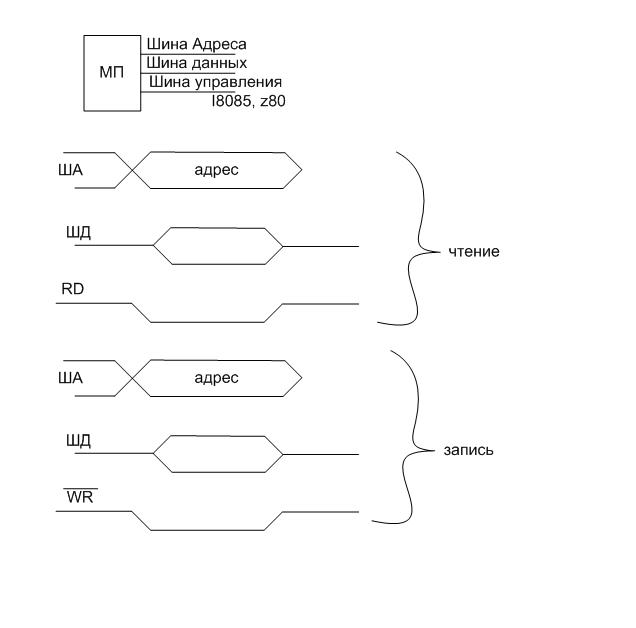 Шина Адреса
МП
Шина данных
Шина управления
I8085, z80
ША
адрес
ШД
чтение
RD
ША
адрес
ШД
запись
WR